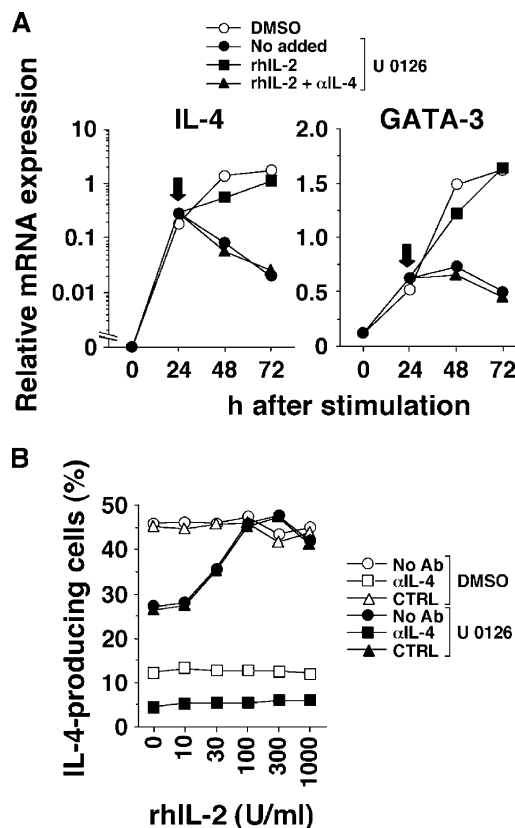 A
DMSO
No added
rhIL-2
rhIL-2 + αIL-4
U 0126
IL-4
GATA-3
Relative mRNA expression
10
1
0.1
0.01
0
2.0
1.5
1.0
0.5
0
0 24 48 72
0 24 48 72
h after stimulation
B
IL-4-producing cells (%)
50
40
30
20
10
0
0 10 30 100 300 1000
rhIL-2 (U/ml)
No Ab
αIL-4
CTRL
DMSO
No Ab
αIL-4
CTRL
U 0126